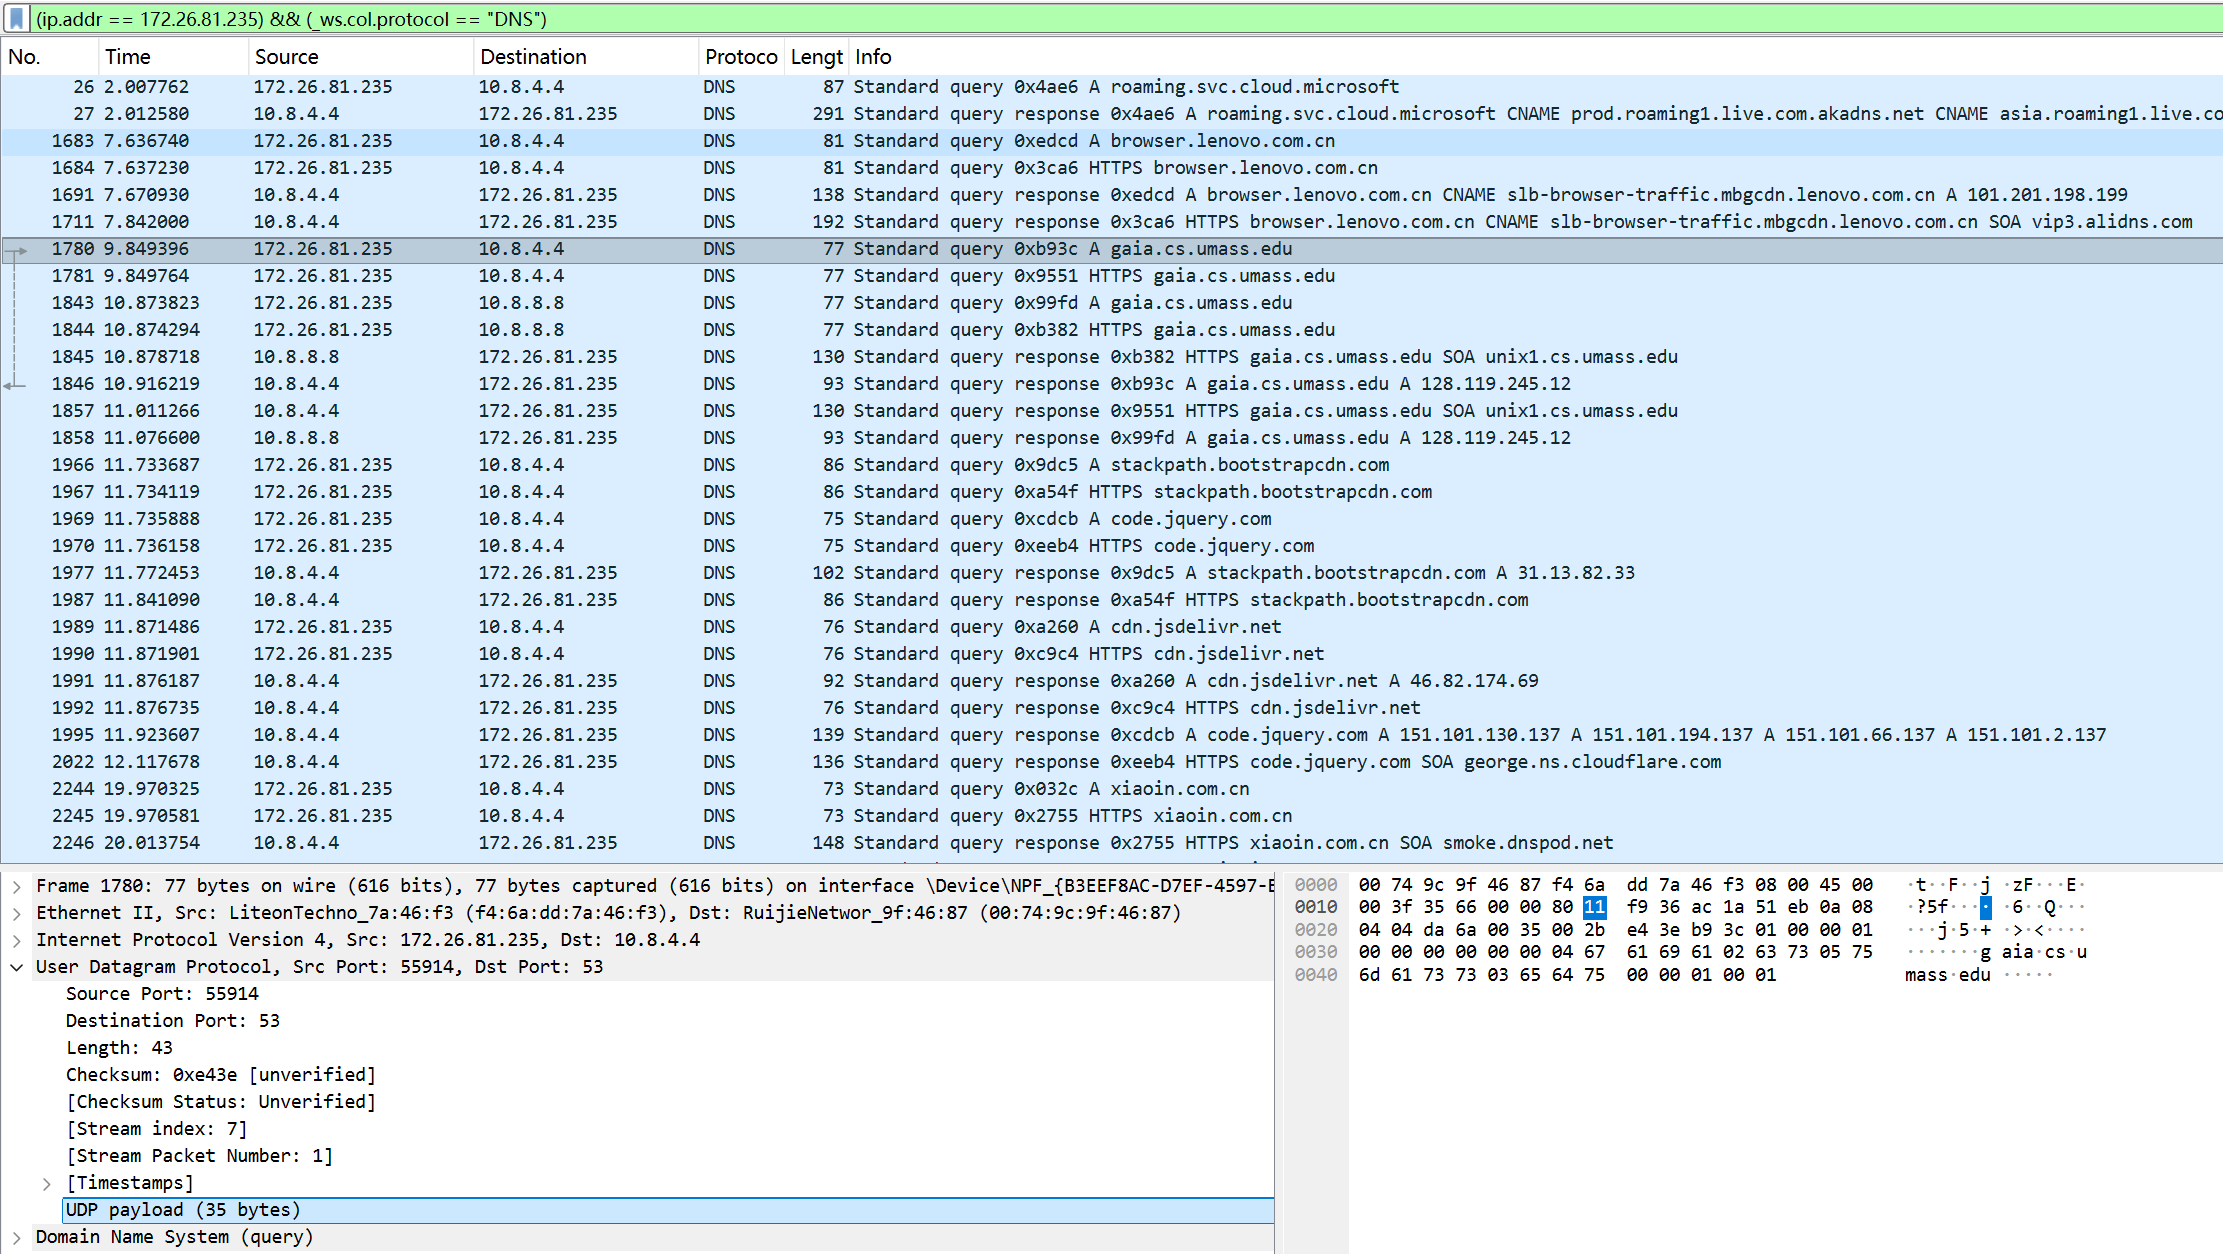 (ip.addr == 172.26.81.235) && (_ws.col.protocol == "DNS")
No. Time Source Destination Protoco Lengt Info
26 2.007762 172.26.81.235 10.8.4.4 DNS 87 Standard query 0x4ae6 A roaming.svc.cloud.microsoft
27 2.012580 10.8.4.4 172.26.81.235 DNS 291 Standard query response 0x4ae6 A roaming.svc.cloud.microsoft CNAME prod.roaming1.live.com.akadns.net CNAME asia.roaming1.live.co
1683 7.636740 172.26.81.235 10.8.4.4 DNS 81 Standard query 0xedcd A browser.lenovo.com.cn
1684 7.637230 172.26.81.235 10.8.4.4 DNS 81 Standard query 0x3ca6 HTTPS browser.lenovo.com.cn
1691 7.670930 10.8.4.4 172.26.81.235 DNS 138 Standard query response 0xedcd A browser.lenovo.com.cn CNAME slb-browser-traffic.mbgcdn.lenovo.com.cn A 101.201.198.199
1711 7.842000 10.8.4.4 172.26.81.235 DNS 192 Standard query response 0x3ca6 HTTPS browser.lenovo.com.cn CNAME slb-browser-traffic.mbgcdn.lenovo.com.cn SOA vip3.alidns.com
1780 9.849396 172.26.81.235 10.8.4.4 DNS 77 Standard query 0xb93c A gaia.cs.umass.edu
1781 9.849764 172.26.81.235 10.8.4.4 DNS 77 Standard query 0x9551 HTTPS gaia.cs.umass.edu
1843 10.873823 172.26.81.235 10.8.8.8 DNS 77 Standard query 0x99fd A gaia.cs.umass.edu
1844 10.874294 172.26.81.235 10.8.8.8 DNS 77 Standard query 0xb382 HTTPS gaia.cs.umass.edu
1845 10.878718 10.8.8.8 172.26.81.235 DNS 130 Standard query response 0xb382 HTTPS gaia.cs.umass.edu SOA unix1.cs.umass.edu
1846 10.916219 10.8.4.4 172.26.81.235 DNS 93 Standard query response 0xb93c A gaia.cs.umass.edu A 128.119.245.12
1857 11.011266 10.8.4.4 172.26.81.235 DNS 130 Standard query response 0x9551 HTTPS gaia.cs.umass.edu SOA unix1.cs.umass.edu
1858 11.076600 10.8.8.8 172.26.81.235 DNS 93 Standard query response 0x99fd A gaia.cs.umass.edu A 128.119.245.12
1966 11.733687 172.26.81.235 10.8.4.4 DNS 86 Standard query 0x9dc5 A stackpath.bootstrapcdn.com
1967 11.734119 172.26.81.235 10.8.4.4 DNS 86 Standard query 0xa54f HTTPS stackpath.bootstrapcdn.com
1969 11.735888 172.26.81.235 10.8.4.4 DNS 75 Standard query 0xcdcb A code.jquery.com
1970 11.736158 172.26.81.235 10.8.4.4 DNS 75 Standard query 0xeeb4 HTTPS code.jquery.com
1977 11.772453 10.8.4.4 172.26.81.235 DNS 102 Standard query response 0x9dc5 A stackpath.bootstrapcdn.com A 31.13.82.33
1987 11.841090 10.8.4.4 172.26.81.235 DNS 86 Standard query response 0xa54f HTTPS stackpath.bootstrapcdn.com
1989 11.871486 172.26.81.235 10.8.4.4 DNS 76 Standard query 0xa260 A cdn.jsdelivr.net
1990 11.871901 172.26.81.235 10.8.4.4 DNS 76 Standard query 0xc9c4 HTTPS cdn.jsdelivr.net
1991 11.876187 10.8.4.4 172.26.81.235 DNS 92 Standard query response 0xa260 A cdn.jsdelivr.net A 46.82.174.69
1992 11.876735 10.8.4.4 172.26.81.235 DNS 76 Standard query response 0xc9c4 HTTPS cdn.jsdelivr.net
1995 11.923607 10.8.4.4 172.26.81.235 DNS 139 Standard query response 0xcdcb A code.jquery.com A 151.101.130.137 A 151.101.194.137 A 151.101.66.137 A 151.101.2.137
2022 12.117678 10.8.4.4 172.26.81.235 DNS 136 Standard query response 0xeeb4 HTTPS code.jquery.com SOA george.ns.cloudflare.com
2244 19.970325 172.26.81.235 10.8.4.4 DNS 73 Standard query 0x032c A xiaoin.com.cn
2245 19.970581 172.26.81.235 10.8.4.4 DNS 73 Standard query 0x2755 HTTPS xiaoin.com.cn
2246 20.013754 10.8.4.4 172.26.81.235 DNS 148 Standard query response 0x2755 HTTPS xiaoin.com.cn SOA smoke.dnspod.net
Frame 1780: 77 bytes on wire (616 bits), 77 bytes captured (616 bits) on interface \Device\NPF_{B3EEF8AC-D7EF-4597-E
Ethernet II, Src: LiteonTechno_7a:46:f3 (f4:6a:dd:7a:46:f3), Dst: RuijieNetwor_9f:46:87 (00:74:9c:9f:46:87)
Internet Protocol Version 4, Src: 172.26.81.235, Dst: 10.8.4.4
User Datagram Protocol, Src Port: 55914, Dst Port: 53
Source Port: 55914
Destination Port: 53
Length: 43
Checksum: 0xe43e [unverified]
[Checksum Status: Unverified]
[Stream index: 7]
[Stream Packet Number: 1]
[Timestamps]
UDP payload (35 bytes)
Domain Name System (query)
0000 00 74 9c 9f 46 87 f4 6a dd 7a 46 f3 08 00 45 00 ·t··F··j ·zF···E·
0010 00 3f 35 66 00 00 80 11 f9 36 ac 1a 51 eb 0a 08 ·?5f···· ·6··Q···
0020 04 04 da 6a 00 35 00 2b e4 3e b9 3c 01 00 00 01 ···j·5·+ ·>·<····
0030 00 00 00 00 00 00 04 67 61 69 61 02 63 73 05 75 ·······g aia·cs·u
0040 6d 61 73 73 03 65 64 75 00 00 01 00 01 mass·edu ·····